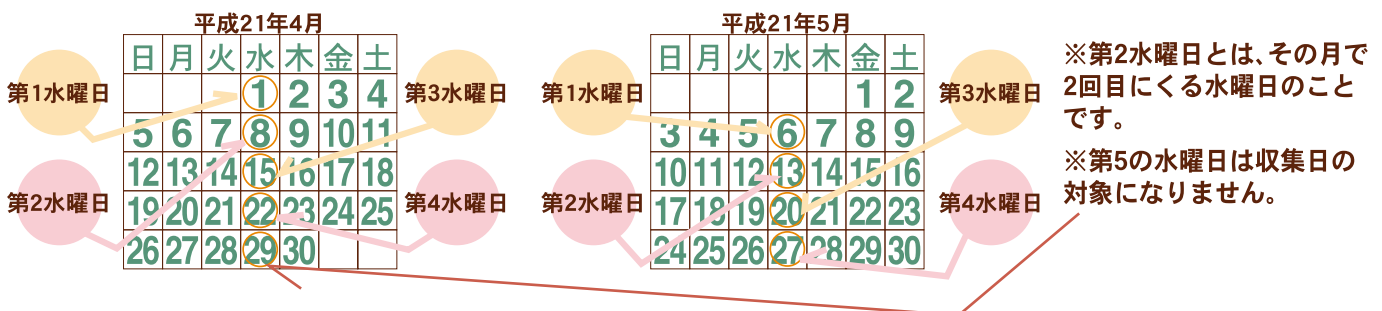 平成21年4月
日 月 火 水 木 金 土
1 2 3 4
5 6 7 8 9 10 11
12 13 14 15 16 17 18
19 20 21 22 23 24 25
26 27 28 29 30
第1水曜日
第2水曜日
第3水曜日
第4水曜日
平成21年5月
日 月 火 水 木 金 土
1 2
3 4 5 6 7 8 9
10 11 12 13 14 15 16
17 18 19 20 21 22 23
24 25 26 27 28 29 30
第1水曜日
第2水曜日
第3水曜日
第4水曜日
※第2水曜日とは、その月で
2回目にくる水曜日のこと
です。
※第5の水曜日は収集日の
対象になりません。